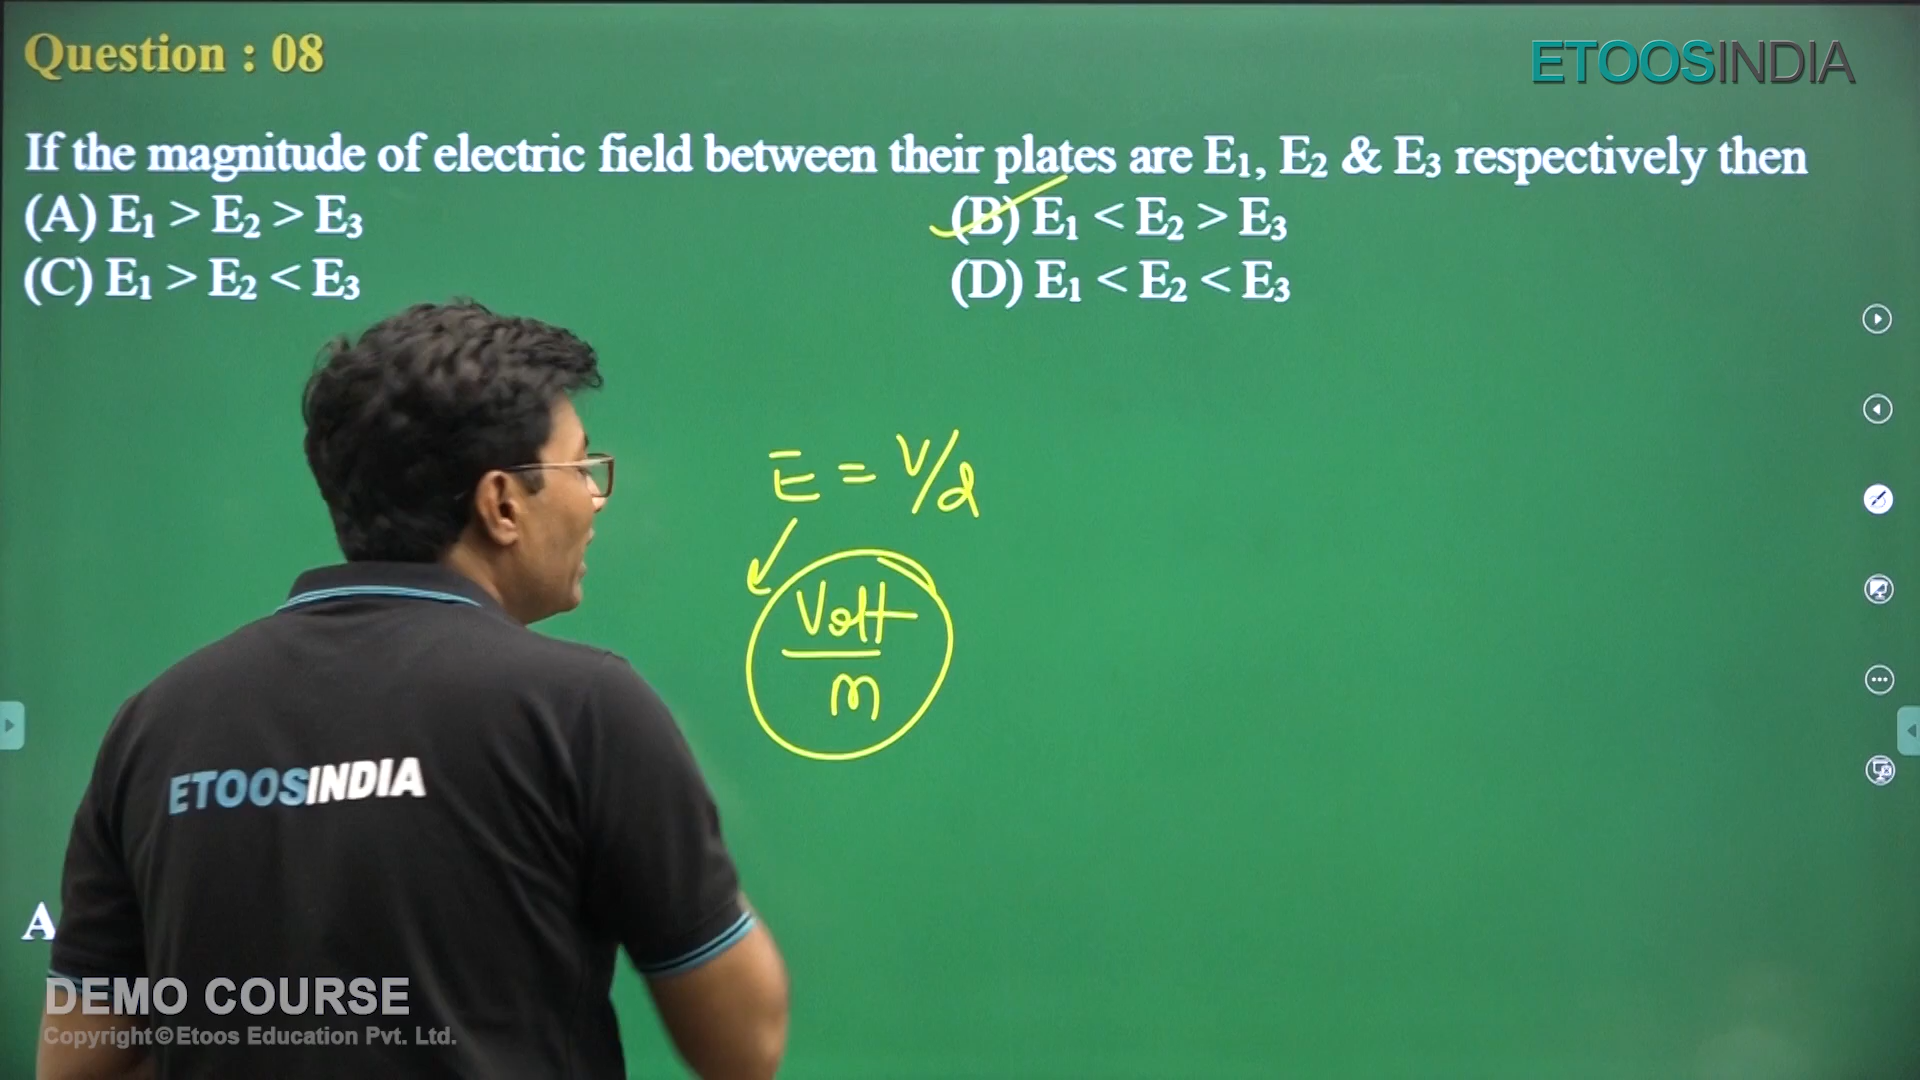 Question : 08
ETOOSINDIA
If the magnitude of electric field between their plates are E₁, E₂ & E₃ respectively then
(A) E₁ > E₂ > E₃
(B) E₁ < E₂ > E₃
(C) E₁ > E₂ < E₃
(D) E₁ < E₂ < E₃
E = V/d
Volt
m
ETOOSINDIA
A
DEMO COURSE
Copyright © Etoos Education Pvt. Ltd.